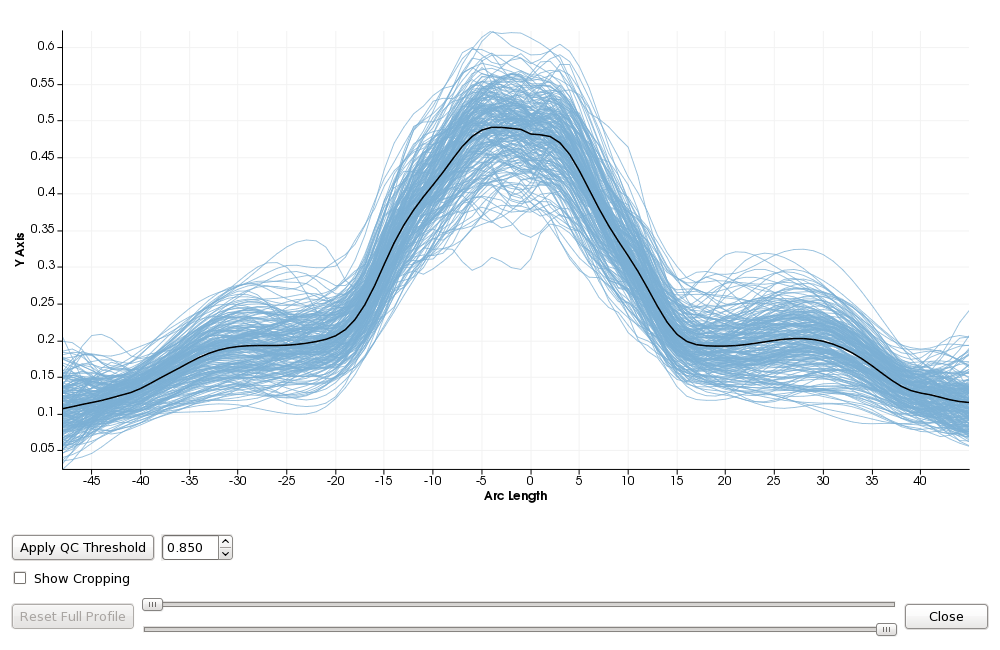 0.6
0.55
0.5
0.45
0.4
0.35
0.3
0.25
0.2
0.15
0.1
0.05
Y Axis
-45 -40 -35 -30 -25 -20 -15 -10 -5 0 5 10 15 20 25 30 35 40
Arc Length
Apply QC Threshold 0.850
Show Cropping
Reset Full Profile Close